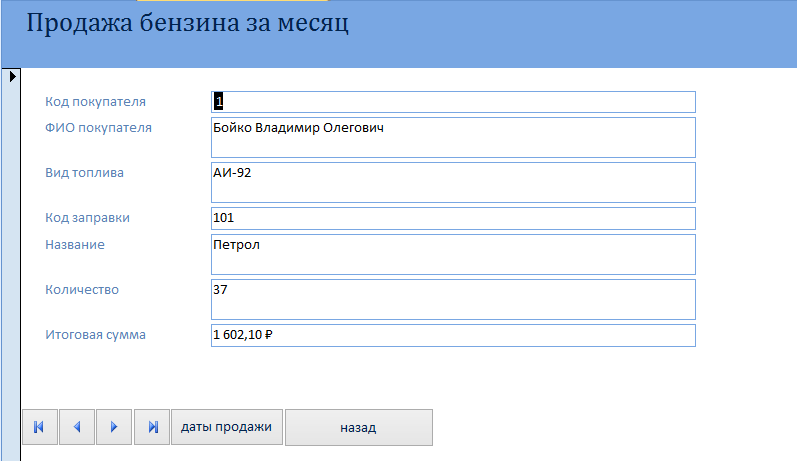 Продажа бензина за месяц
Код покупателя 1
ФИО покупателя Бойко Владимир Олегович
Вид топлива АИ-92
Код заправки 101
Название Петрол
Количество 37
Итоговая сумма 1 602,10 ₽
даты продажи назад